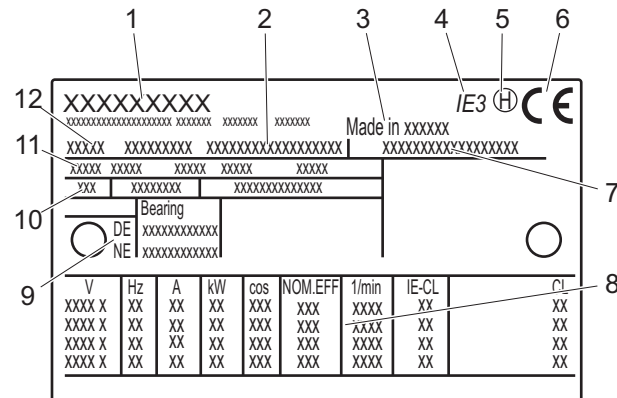 1 2 3 4 5 6
XXXXXXXXX IE3 H CE
xxxxxxxxxxxxxxxxxxxxx xxxxxxx xxxxxxx xxxxxxx
Made in xxxxxx
12 XXXXX XXXXXXXXX XXXXXXXXXXXXXXXXXX XXXXXXXXXXXXXXXXXX
11 XXXXX XXXXX XXXXX XXXXX XXXXX
10 XXX XXXXXXXX XXXXXXXXXXXXXX 7
Bearing
DE XXXXXXXXXXXX
9 NE XXXXXXXXXXXX
V Hz A kW cos NOM.EFF 1/min IE-CL CL 8
XXXX X XX XX XX XXX XXX XXXX XX XX
XXXX X XX XX XX XXX XXX XXXX XX XX
XXXX X XX XX XX XXX XXX XXXX XX XX
XXXX X XX XX XX XXX XXX XXXX XX XX